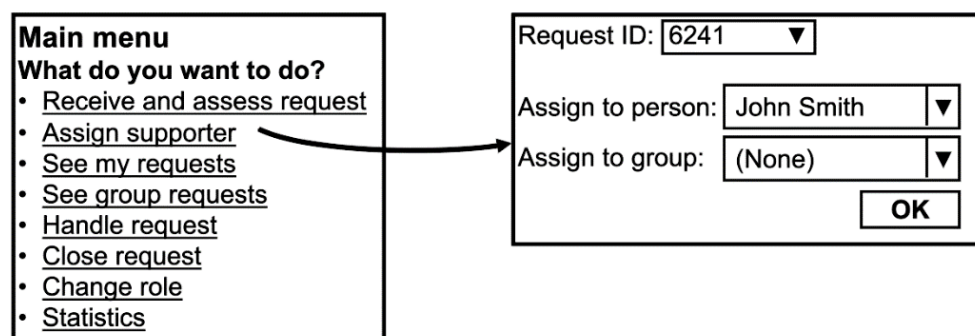 Main menu
What do you want to do?
• Receive and assess request
• Assign supporter
• See my requests
• See group requests
• Handle request
• Close request
• Change role
• Statistics
Request ID: 6241 ▼
Assign to person: John Smith ▼
Assign to group: (None) ▼
OK